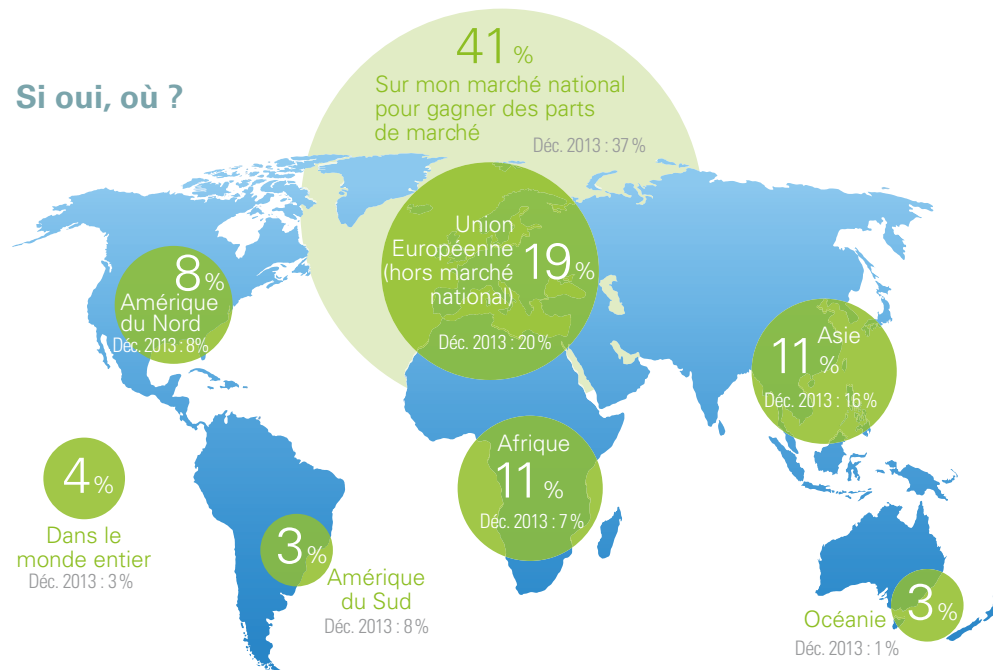 Si oui, où ?
41 %
Sur mon marché national
pour gagner des parts
de marché
Déc. 2013 : 37 %
Union
Européenne
(hors marché
national)
19 %
Déc. 2013 : 20 %
8 %
Amérique
du Nord
Déc. 2013 : 8%
Asie
11 %
Déc. 2013 : 16 %
Afrique
11 %
Déc. 2013 : 7 %
4 %
Dans le
monde entier
Déc. 2013 : 3 %
3 %
Amérique
du Sud
Déc. 2013 : 8 %
3 %
Océanie
Déc. 2013 : 1 %